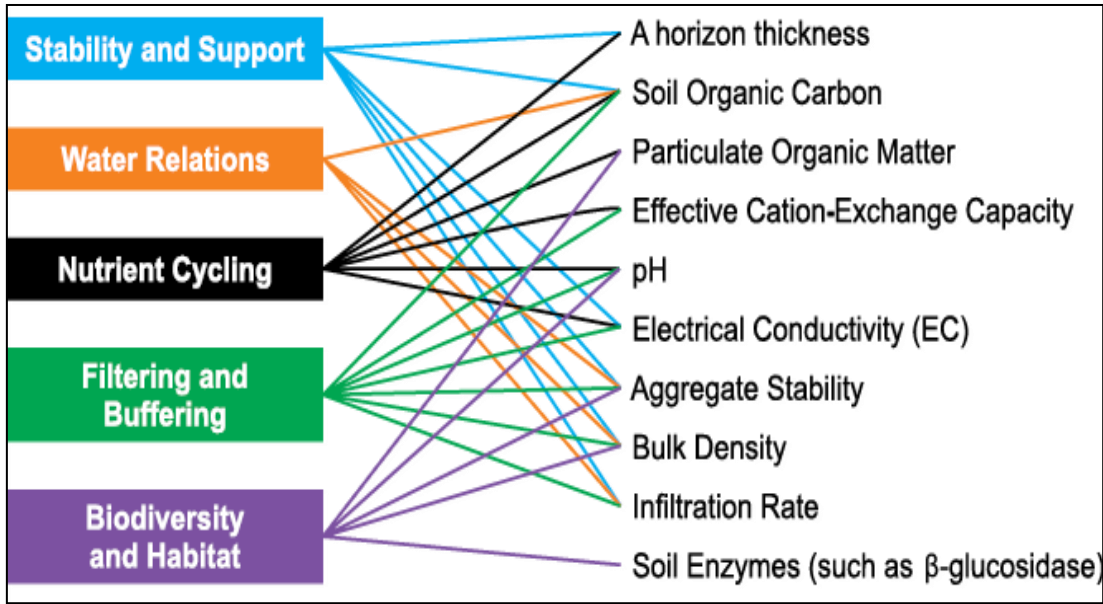 Stability and Support
Water Relations
Nutrient Cycling
Filtering and
Buffering
Biodiversity
and Habitat
A horizon thickness
Soil Organic Carbon
Particulate Organic Matter
Effective Cation-Exchange Capacity
pH
Electrical Conductivity (EC)
Aggregate Stability
Bulk Density
Infiltration Rate
Soil Enzymes (such as β-glucosidase)